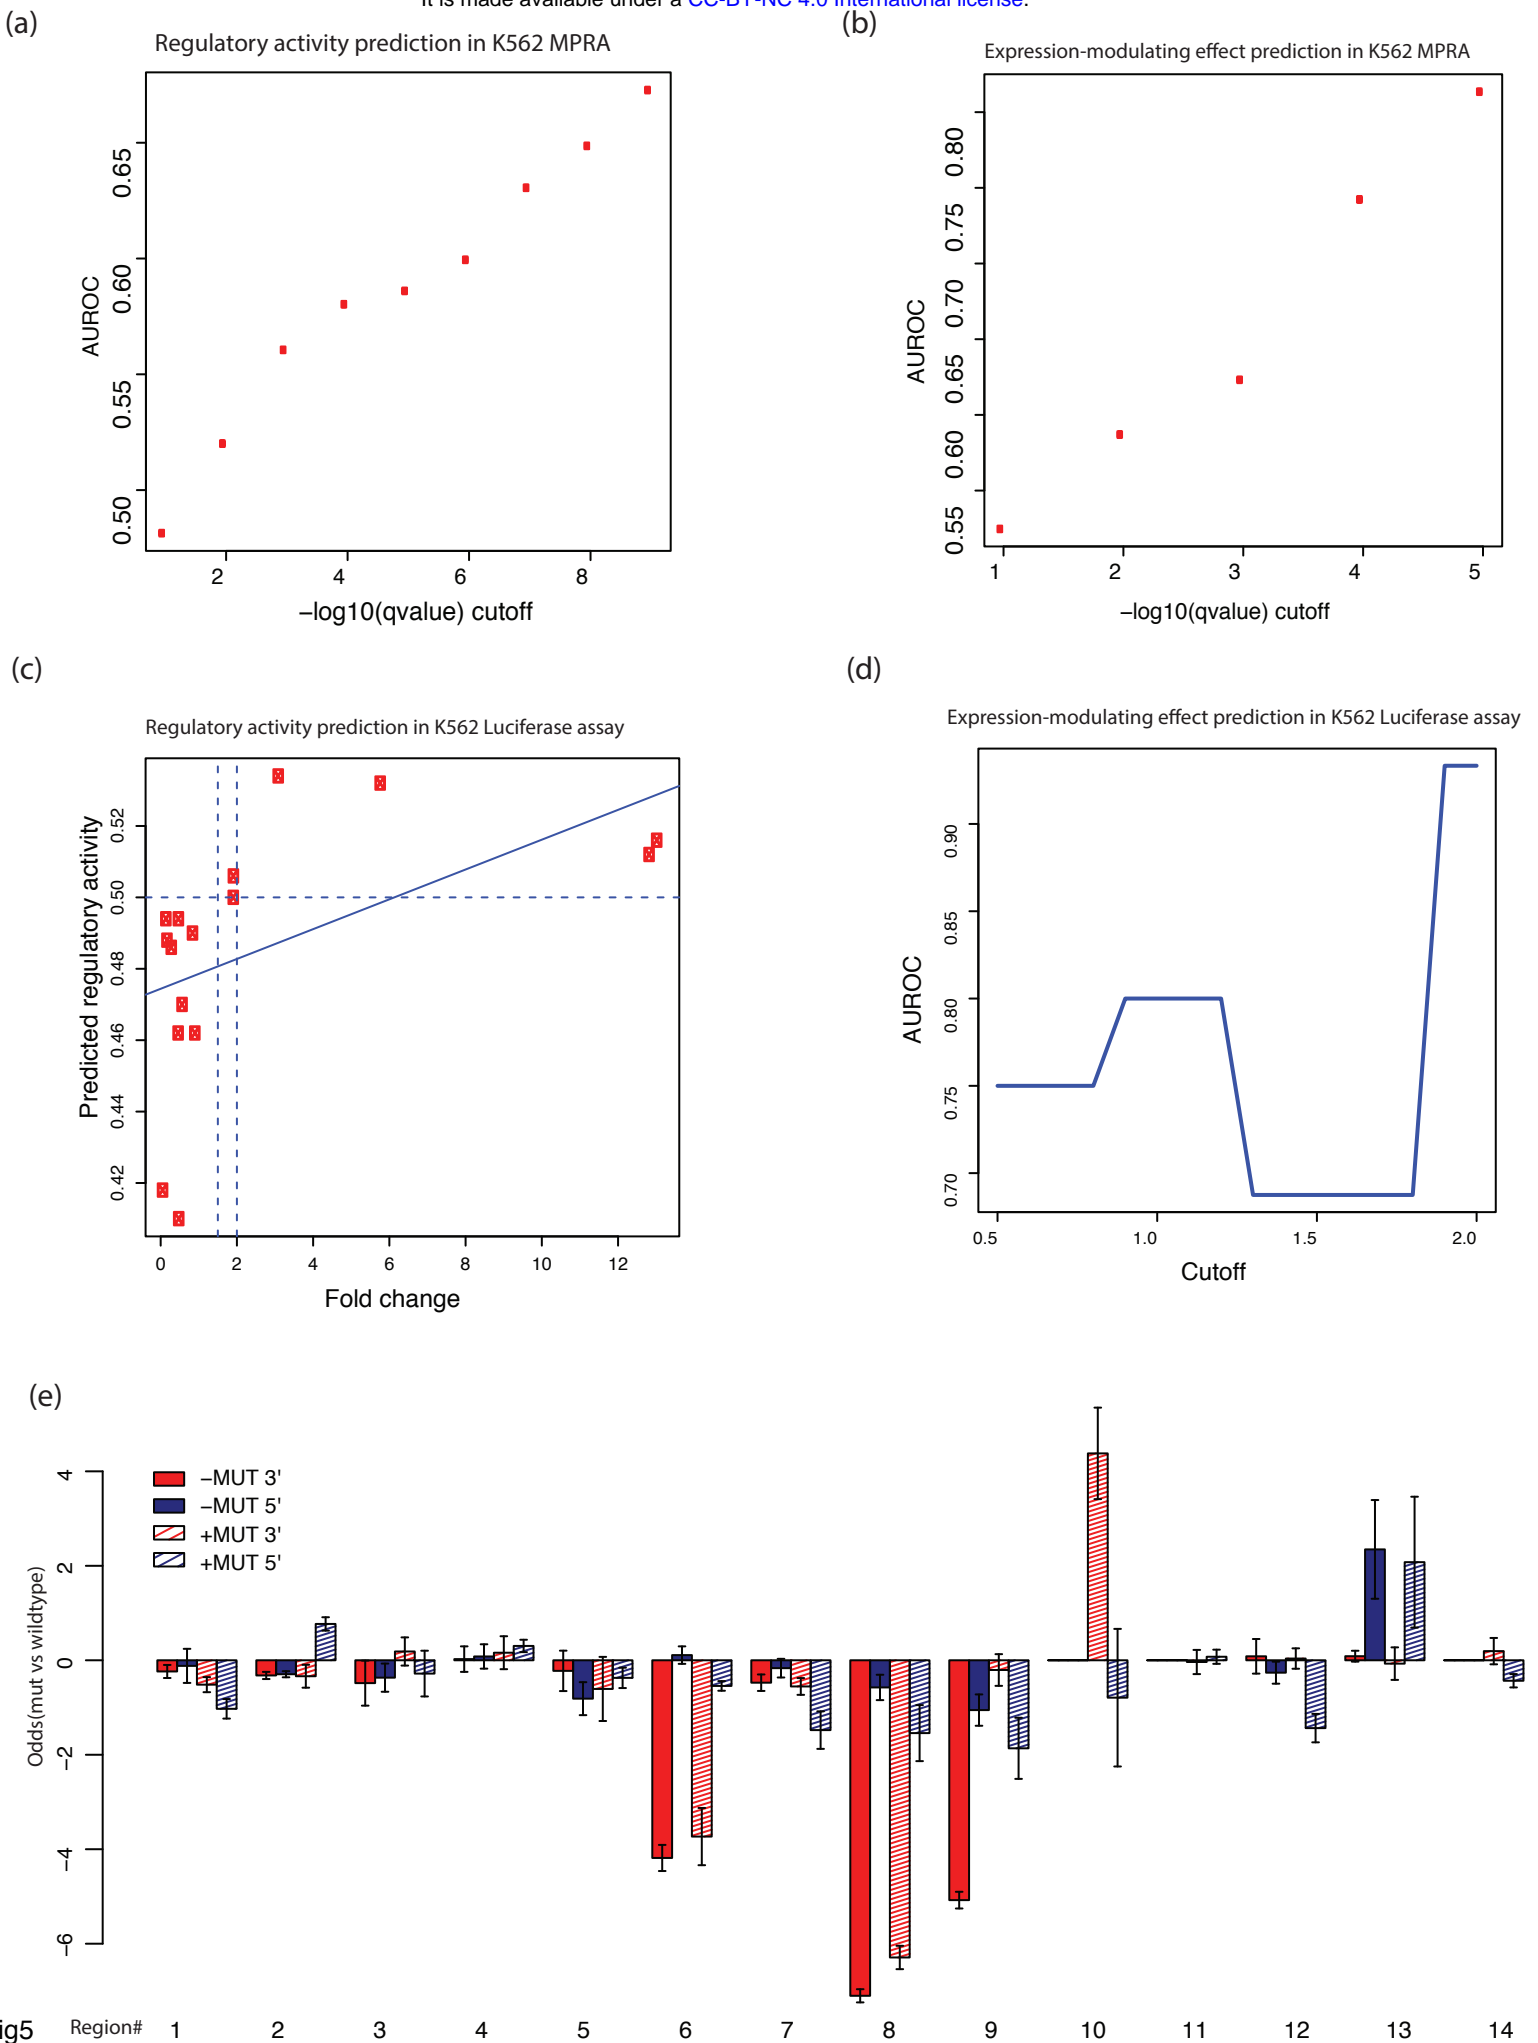 It is made available under a CC-BY-NC 4.0 International license.
(a)
Regulatory activity prediction in K562 MPRA
0.65
0.60
0.55
0.50
AUROC
2 4 6 8
−log10(qvalue) cutoff
(b)
Expression-modulating effect prediction in K562 MPRA
0.80
0.75
0.70
0.65
0.60
0.55
AUROC
1 2 3 4 5
−log10(qvalue) cutoff
(c)
Regulatory activity prediction in K562 Luciferase assay
0.52
0.50
0.48
0.46
0.44
0.42
Predicted regulatory activity
0 2 4 6 8 10 12
Fold change
(d)
Expression-modulating effect prediction in K562 Luciferase assay
0.90
0.85
0.80
0.75
0.70
AUROC
0.5 1.0 1.5 2.0
Cutoff
(e)
4
2
0
−2
−4
−6
Odds(mut vs wildtype)
−MUT 3'
−MUT 5'
+MUT 3'
+MUT 5'
Region# 1 2 3 4 5 6 7 8 9 10 11 12 13 14
ig5